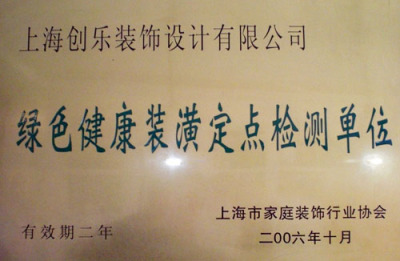 上海创乐装饰设计有限公司
绿色健康装潢定点检测单位
有效期二年
上海市家庭装饰行业协会
二00六年十月